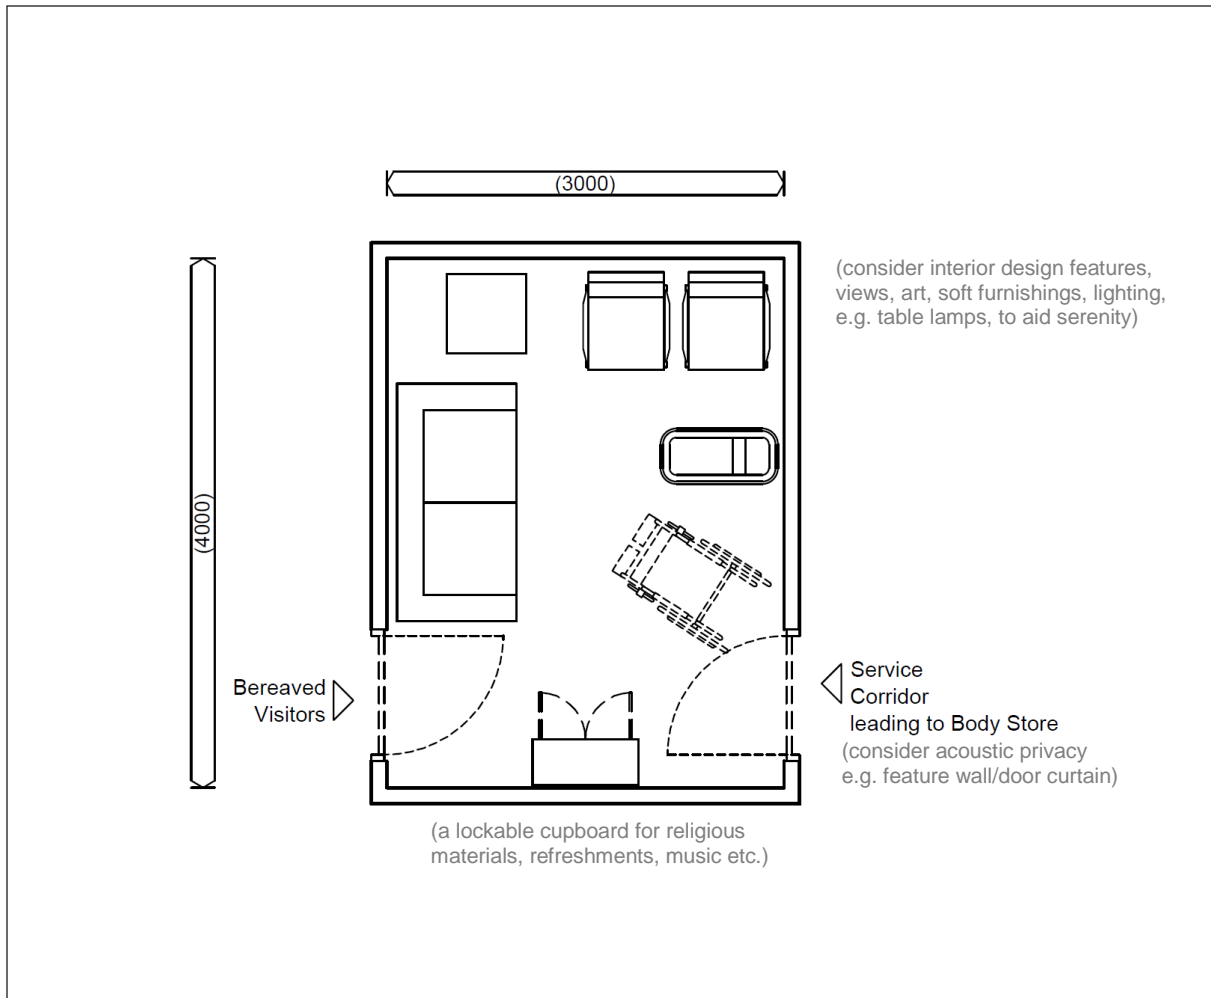 (3000)
(consider interior design features,
views, art, soft furnishings, lighting,
e.g. table lamps, to aid serenity)
(4000)
Bereaved
Visitors
Service
Corridor
leading to Body Store
(consider acoustic privacy
e.g. feature wall/door curtain)
(a lockable cupboard for religious
materials, refreshments, music etc.)